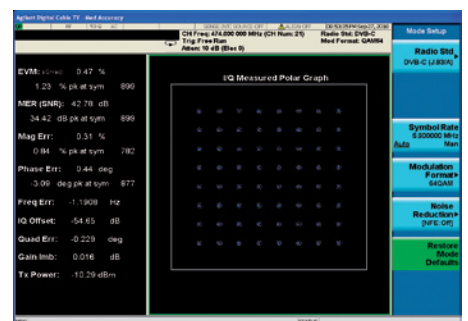 Agilent Digital Cable TV - Mod Accuracy
Ch Freq: 474.000 000 MHz (CH Num: 21)
Trig: Free Run
Atten: 10 dB (Elec 0)
Radio Std: DVB-C
Mod Format: QAM64
EVM: 0.47 %
1.23 % pk at sym 899
MER (SNR): 42.78 dB
34.42 dB pk at sym 899
Mag Err: 0.31 %
0.84 % pk at sym 782
Phase Err: 0.44 deg
-3.09 deg pk at sym 877
Freq Err: -1.1908 Hz
IQ Offset: -54.65 dB
Quad Err: -0.229 deg
Gain Imb: 0.016 dB
Tx Power: -10.29 dBm
I/Q Measured Polar Graph
Mode Setup
Radio Std
DVB-C (J.83/A)
Symbol Rate
6.900000 MHz
Auto Man
Modulation
Format
64QAM
Noise
Reduction
[NFE: Off]
Restore
Mode
Defaults